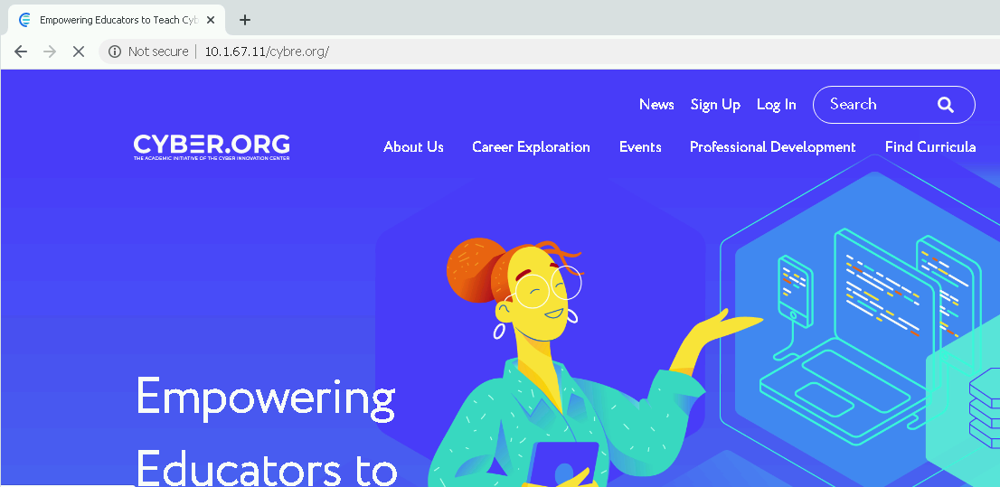 Empowering Educators to Teach Cyb
Not secure | 10.1.67.11/cybre.org/
News Sign Up Log In Search
CYBER.ORG
THE ACADEMIC INITIATIVE OF THE CYBER INNOVATION CENTER
About Us Career Exploration Events Professional Development Find Curricula
Empowering
Educators to